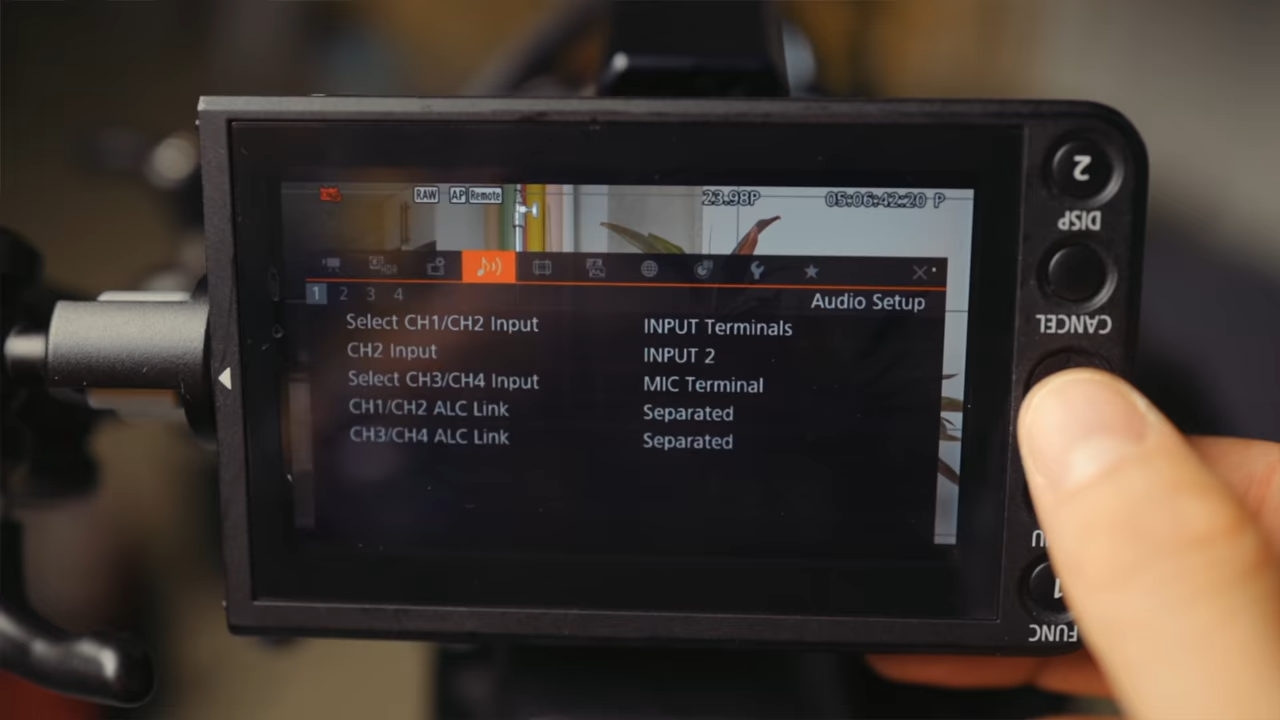 RAW AP Remote 23.98P 05:06:42:20 P
HDR
1 2 3 4
Audio Setup
Select CH1/CH2 Input INPUT Terminals
CH2 Input INPUT 2
Select CH3/CH4 Input MIC Terminal
CH1/CH2 ALC Link Separated
CH3/CH4 ALC Link Separated
2
DISP
CANCEL
U
1
FUNC